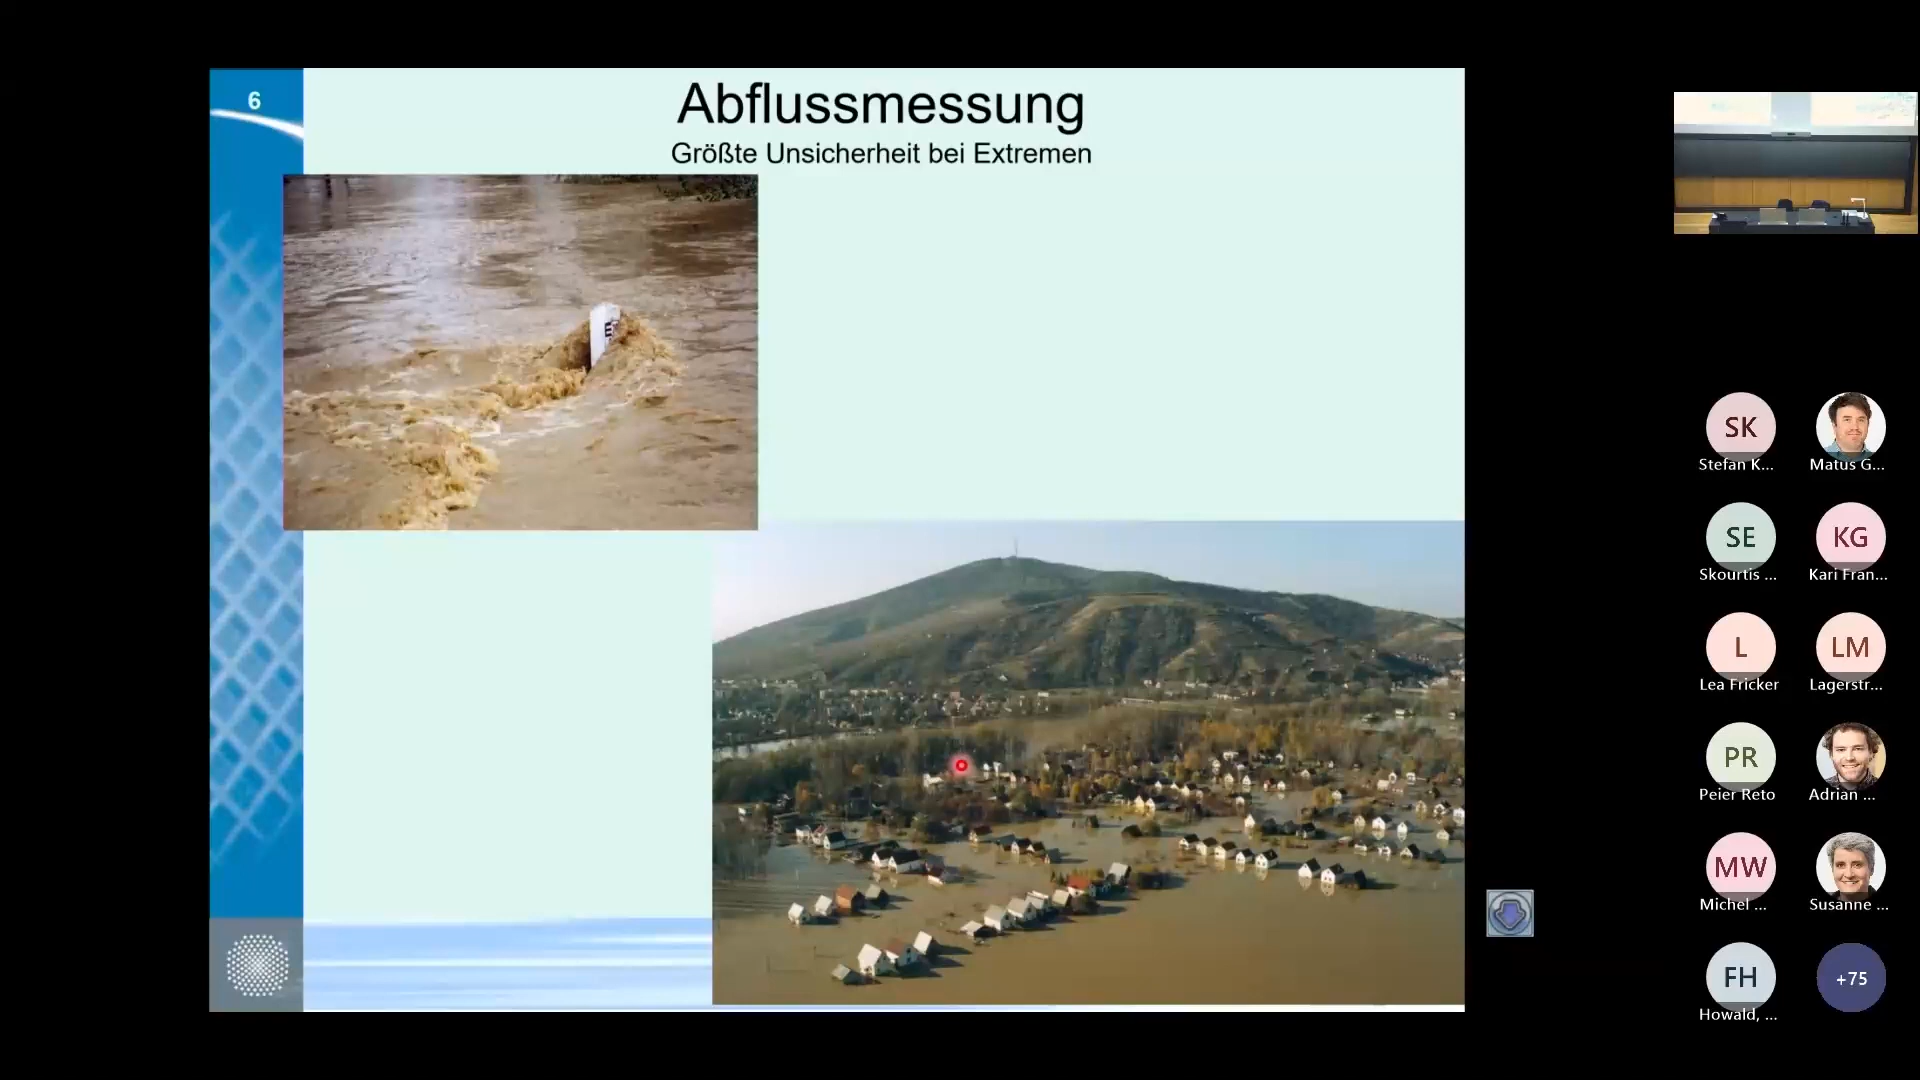 6
Abflussmessung
Größte Unsicherheit bei Extremen
SK
Stefan K...
Matus G...
SE
Skourtis ...
KG
Kari Fran...
L
Lea Fricker
LM
Lagerstr...
PR
Peier Reto
Adrian ...
MW
Michel ...
Susanne ...
FH
Howald, ...
+75